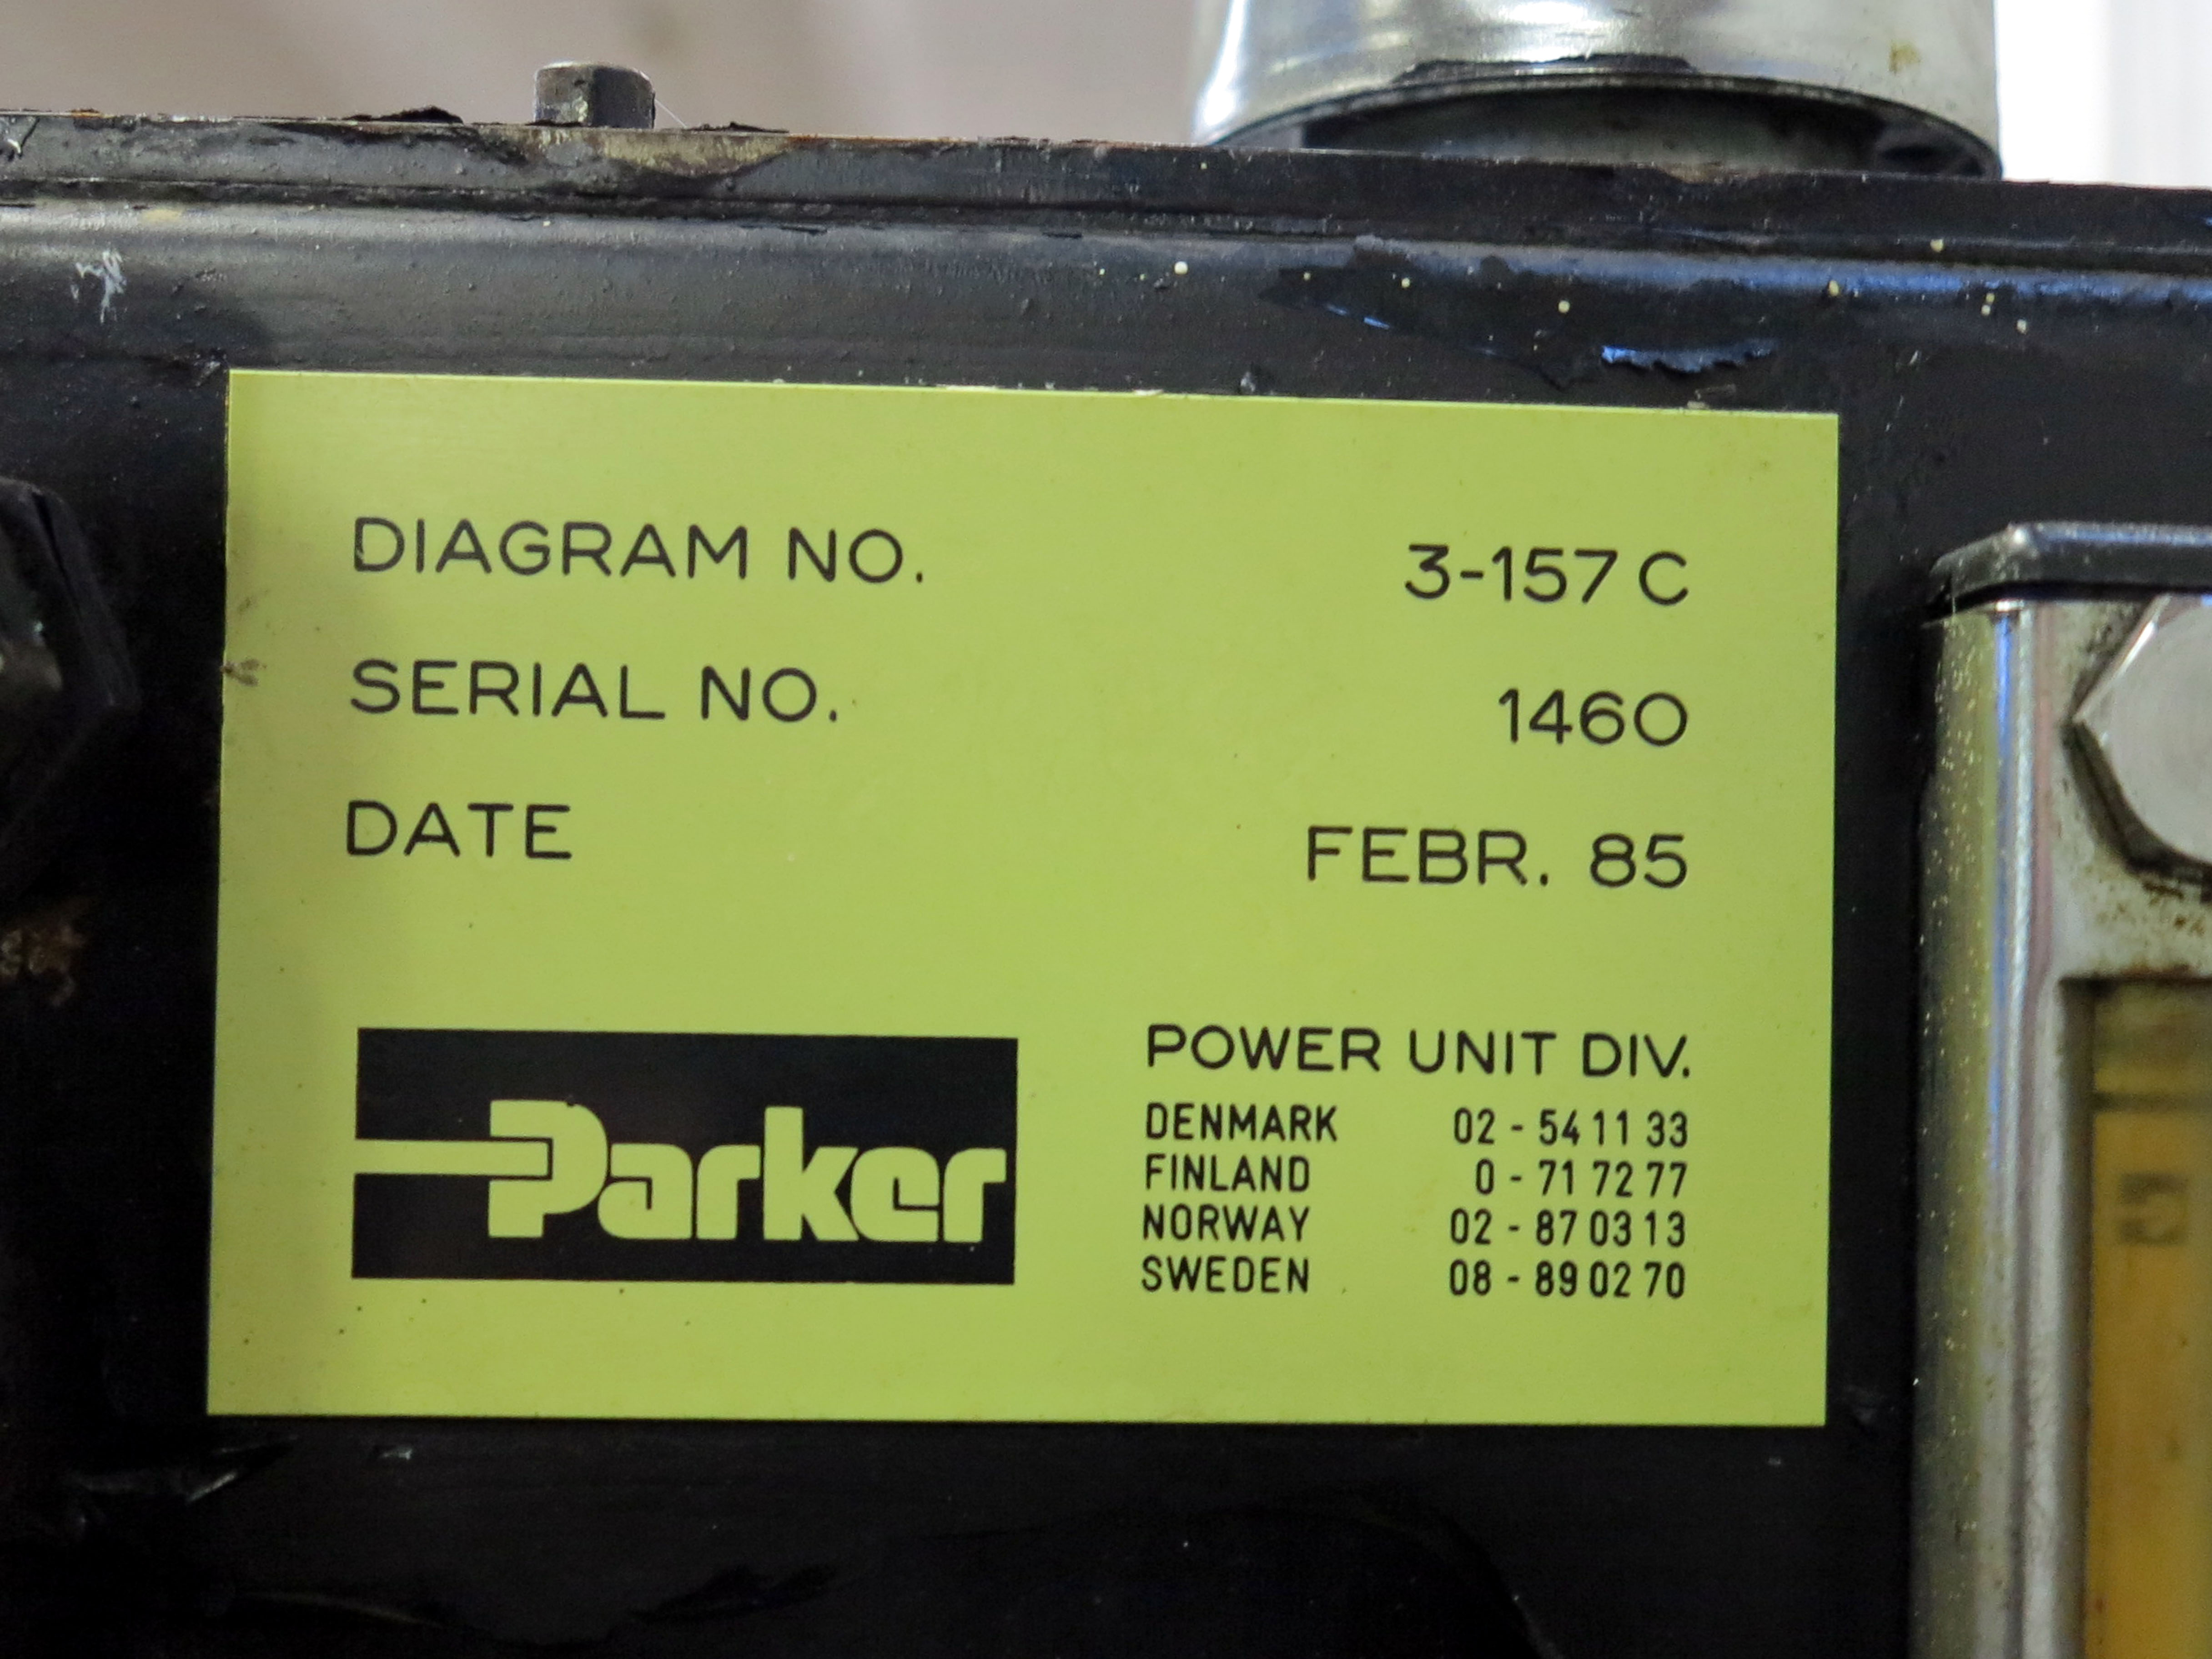 DIAGRAM NO. 3-157 C
SERIAL NO. 1460
DATE FEBR. 85
Parker
POWER UNIT DIV.
DENMARK 02 - 54 11 33
FINLAND 0 - 71 72 77
NORWAY 02 - 87 03 13
SWEDEN 08 - 89 02 70